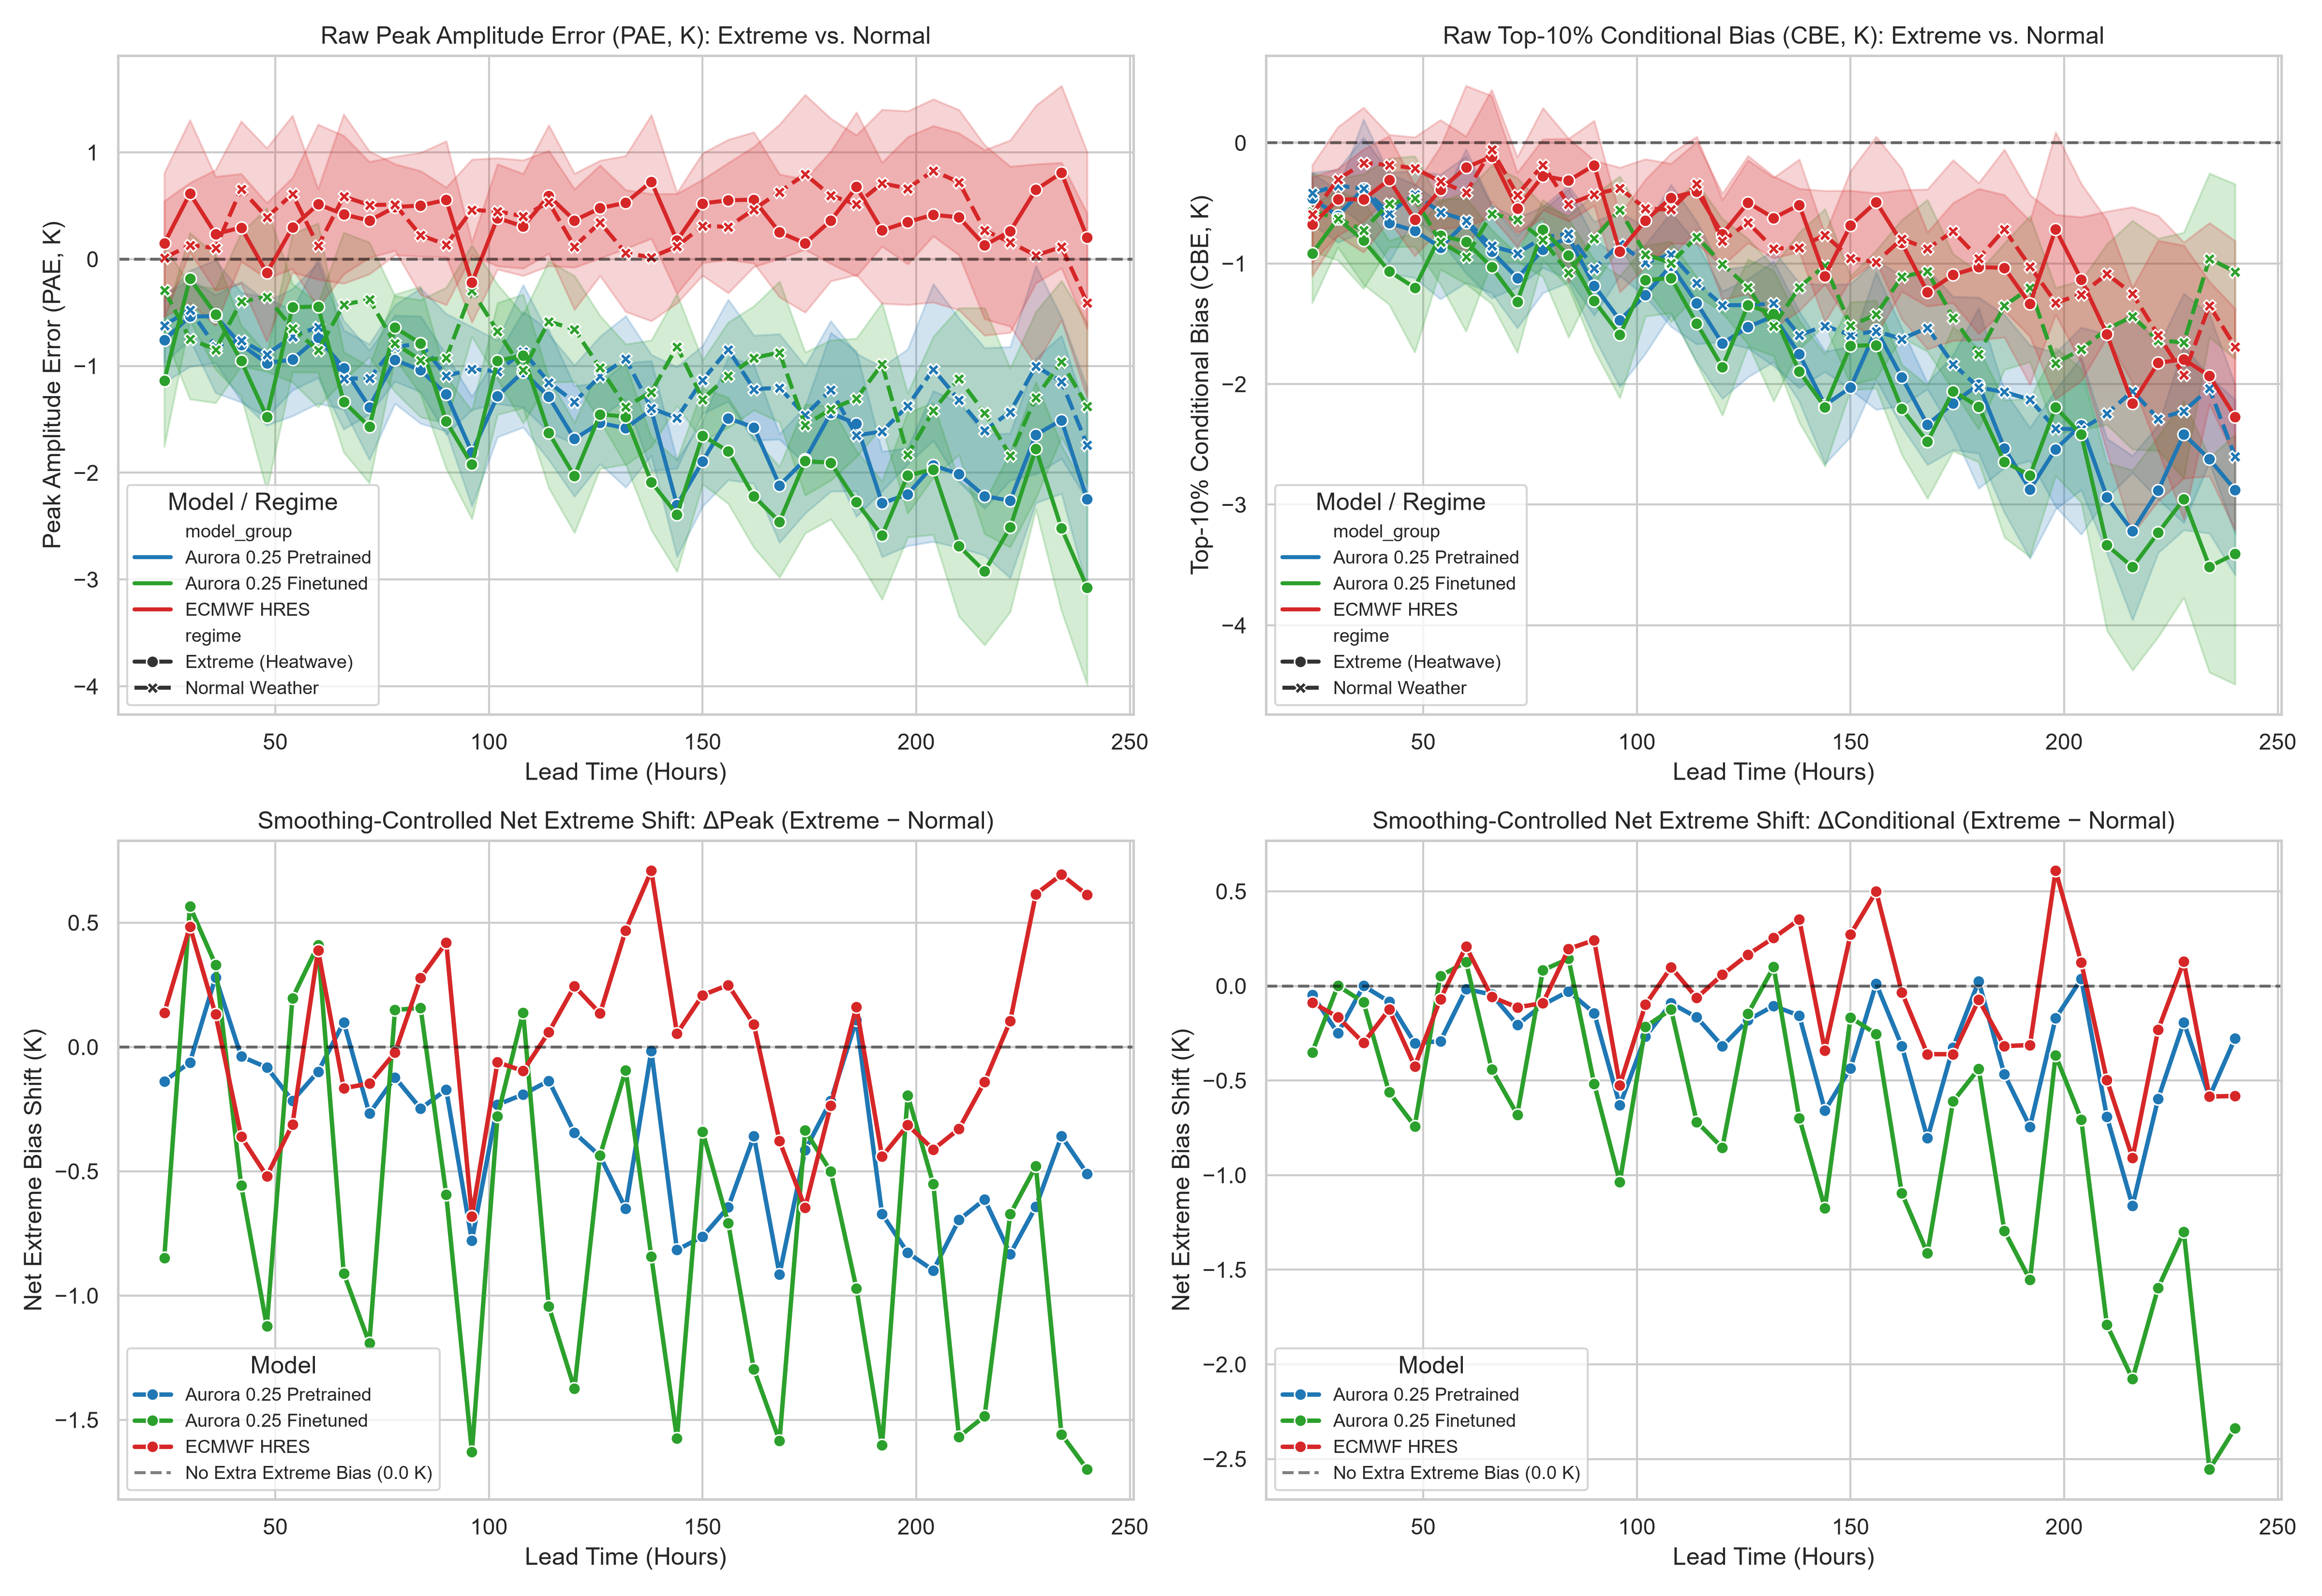 Raw Peak Amplitude Error (PAE, K): Extreme vs. Normal
Peak Amplitude Error (PAE, K)
1
0
−1
−2
−3
−4
Model / Regime
model_group
Aurora 0.25 Pretrained
Aurora 0.25 Finetuned
ECMWF HRES
regime
Extreme (Heatwave)
Normal Weather
50
100
150
200
250
Lead Time (Hours)
Raw Top-10% Conditional Bias (CBE, K): Extreme vs. Normal
Top-10% Conditional Bias (CBE, K)
0
−1
−2
−3
−4
Model / Regime
model_group
Aurora 0.25 Pretrained
Aurora 0.25 Finetuned
ECMWF HRES
regime
Extreme (Heatwave)
Normal Weather
50
100
150
200
250
Lead Time (Hours)
Smoothing-Controlled Net Extreme Shift: ΔPeak (Extreme − Normal)
Net Extreme Bias Shift (K)
0.5
0.0
−0.5
−1.0
−1.5
Model
Aurora 0.25 Pretrained
Aurora 0.25 Finetuned
ECMWF HRES
No Extra Extreme Bias (0.0 K)
50
100
150
200
250
Lead Time (Hours)
Smoothing-Controlled Net Extreme Shift: ΔConditional (Extreme − Normal)
Net Extreme Bias Shift (K)
0.5
0.0
−0.5
−1.0
−1.5
−2.0
−2.5
Model
Aurora 0.25 Pretrained
Aurora 0.25 Finetuned
ECMWF HRES
No Extra Extreme Bias (0.0 K)
50
100
150
200
250
Lead Time (Hours)